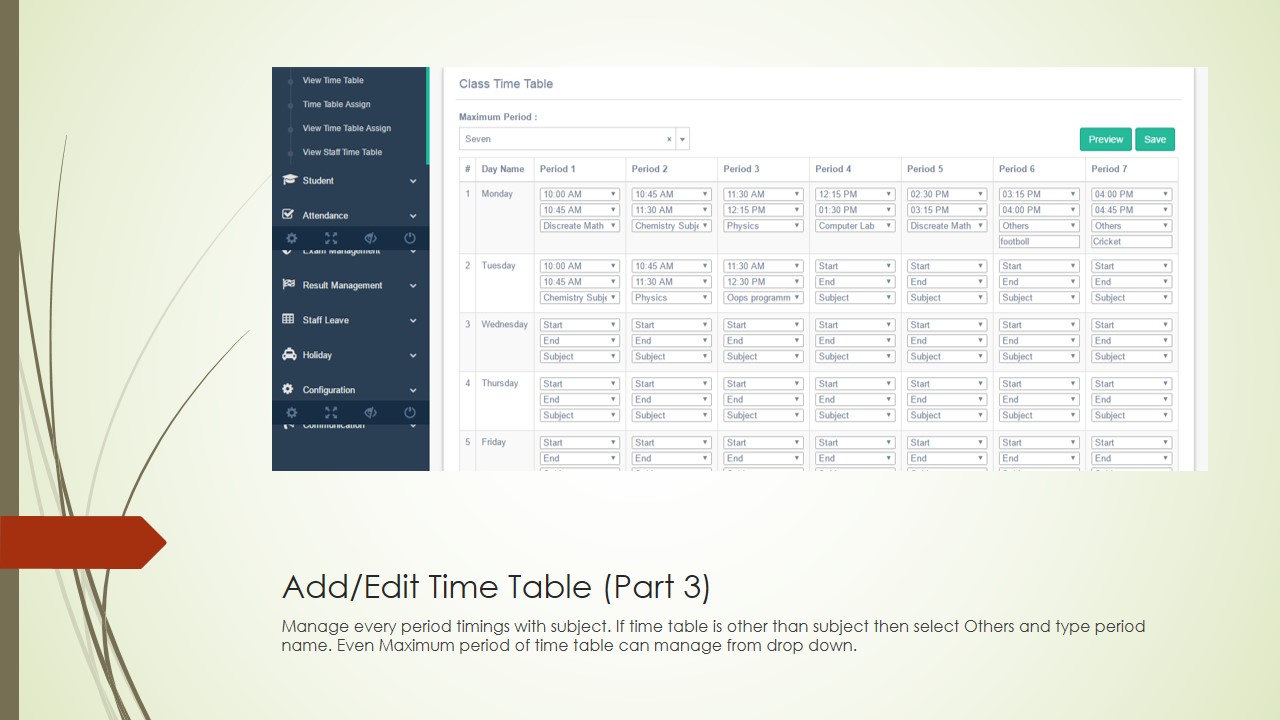 View Time Table
Time Table Assign
View Time Table Assign
View Staff Time Table
Student
Attendance
Exam Management
Result Management
Staff Leave
Holiday
Configuration
Communication
Class Time Table
Maximum Period :
Seven × Preview Save
# Day Name Period 1 Period 2 Period 3 Period 4 Period 5 Period 6 Period 7
1 Monday 10:00 AM 10:45 AM 11:30 AM 12:15 PM 02:30 PM 03:15 PM 04:00 PM
10:45 AM 11:30 AM 12:15 PM 01:30 PM 03:15 PM 04:00 PM 04:45 PM
Discreate Math Chemistry Subje Physics Computer Lab Discreate Math Others Others
footboll Cricket
2 Tuesday 10:00 AM 10:45 AM 11:30 AM Start Start Start Start
10:45 AM 11:30 AM 12:30 PM End End End End
Chemistry Subje Physics Oops programm Subject Subject Subject Subject
3 Wednesday Start Start Start Start Start Start Start
End End End End End End End
Subject Subject Subject Subject Subject Subject Subject
4 Thursday Start Start Start Start Start Start Start
End End End End End End End
Subject Subject Subject Subject Subject Subject Subject
5 Friday Start Start Start Start Start Start Start
End End End End End End End
Add/Edit Time Table (Part 3)
Manage every period timings with subject. If time table is other than subject then select Others and type period
name. Even Maximum period of time table can manage from drop down.